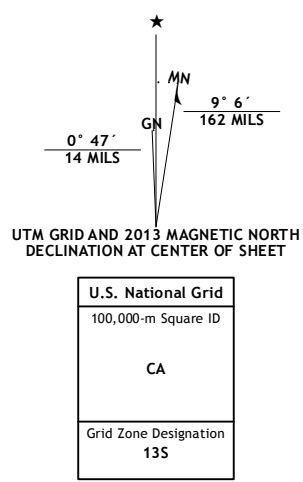 MN
9° 6´
162 MILS
GN
0° 47´
14 MILS
UTM GRID AND 2013 MAGNETIC NORTH
DECLINATION AT CENTER OF SHEET
U.S. National Grid
100,000-m Square ID
CA
Grid Zone Designation
13S